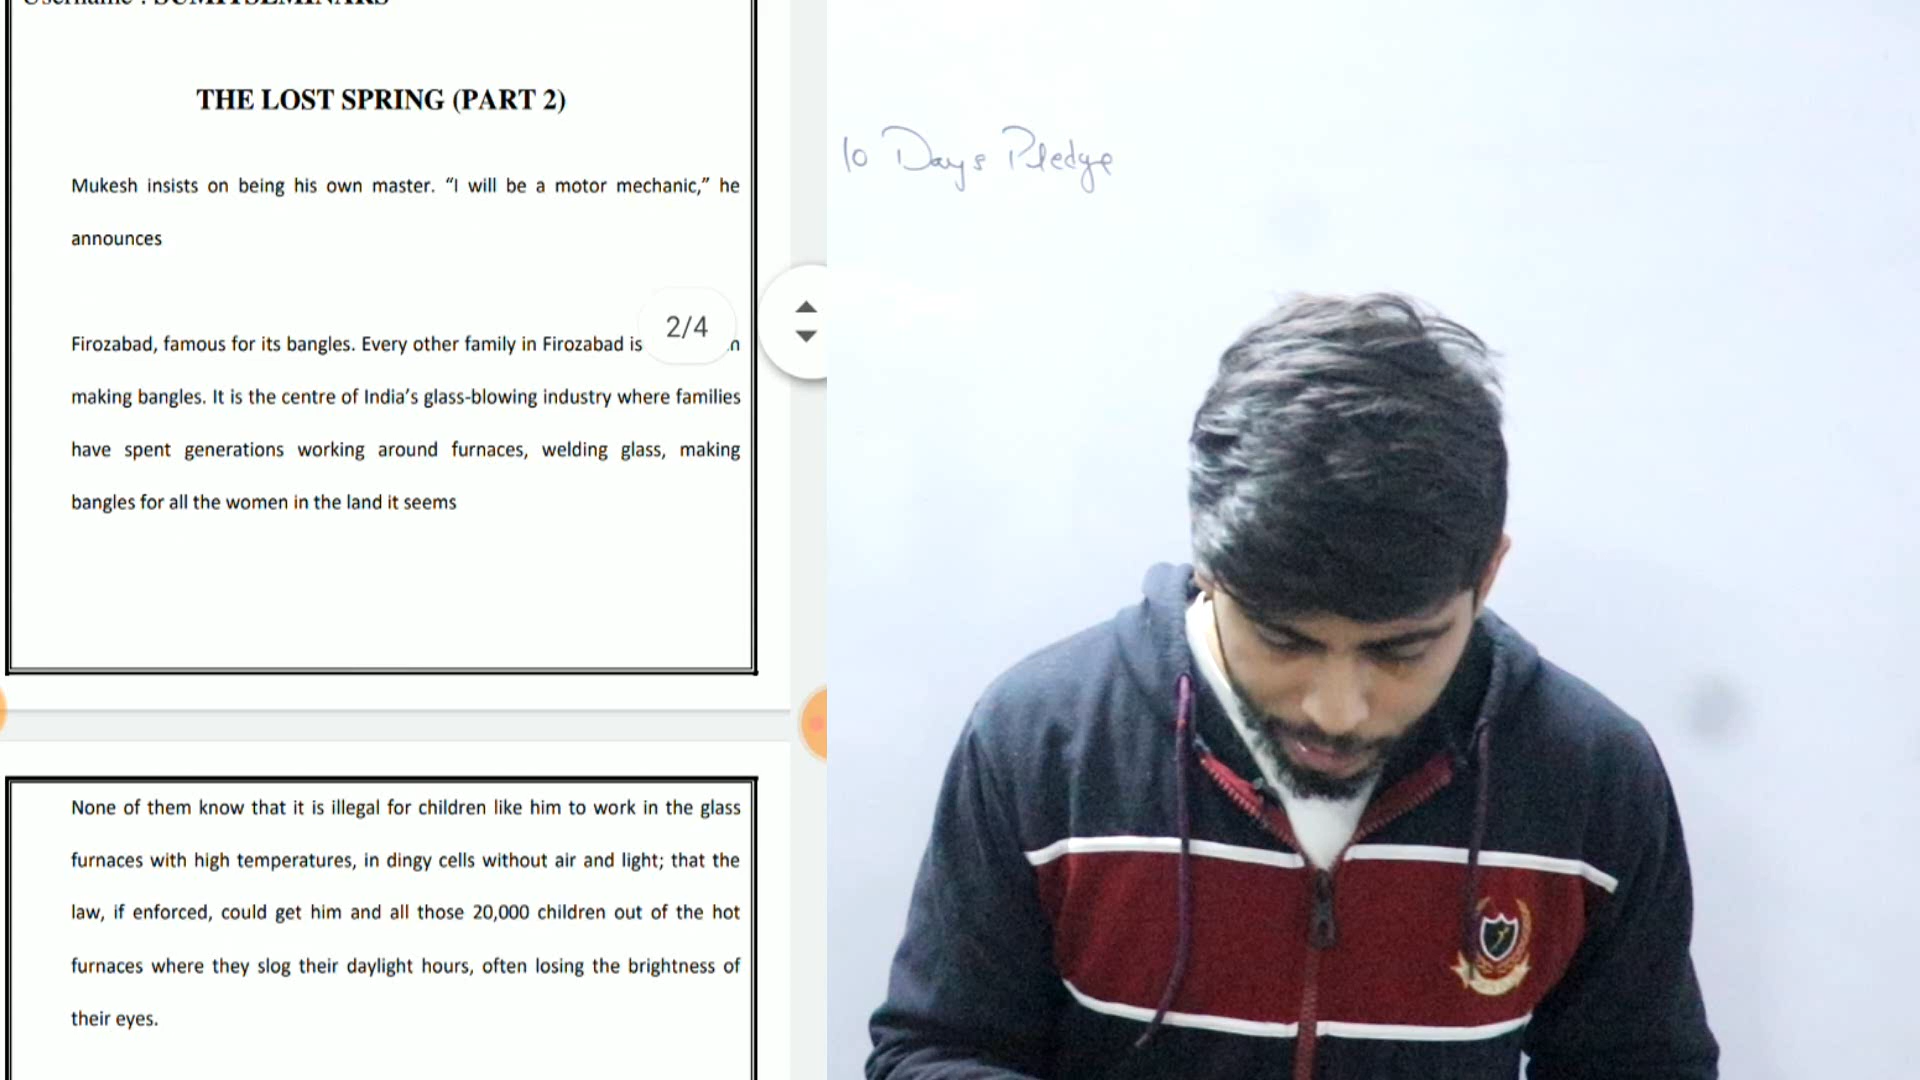 Username : SUMITSEMINARS
THE LOST SPRING (PART 2)
Mukesh insists on being his own master. “I will be a motor mechanic,” he
announces
2/4
Firozabad, famous for its bangles. Every other family in Firozabad is
making bangles. It is the centre of India’s glass-blowing industry where families
have spent generations working around furnaces, welding glass, making
bangles for all the women in the land it seems
None of them know that it is illegal for children like him to work in the glass
furnaces with high temperatures, in dingy cells without air and light; that the
law, if enforced, could get him and all those 20,000 children out of the hot
furnaces where they slog their daylight hours, often losing the brightness of
their eyes.
10 Days Pledge